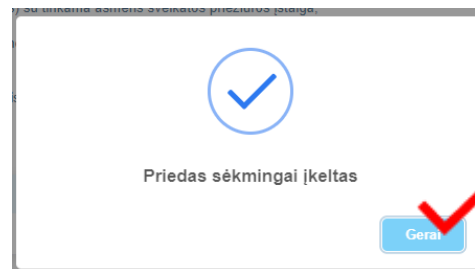 su tinkama asmens sveikatos priežiūros įstaiga;
Priedas sėkmingai įkeltas
Gerai